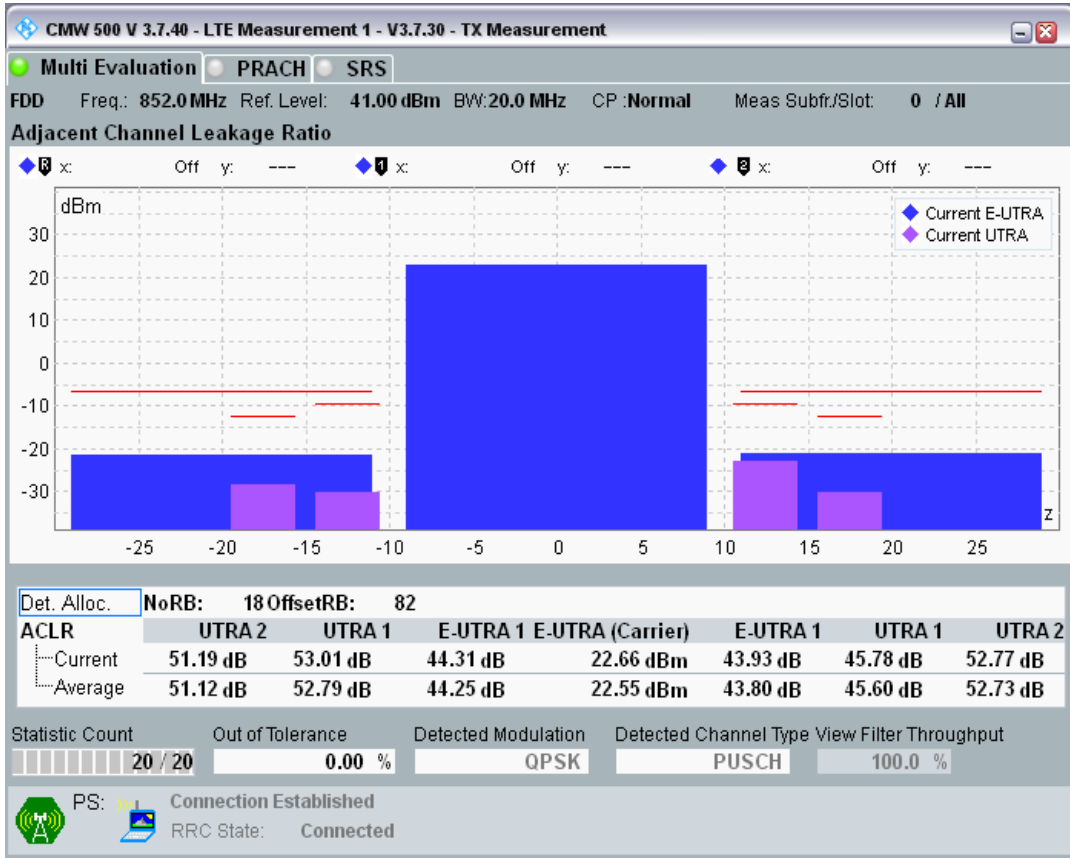 CMW 500 V 3.7.40 - LTE Measurement 1 - V3.7.30 - TX Measurement
Multi Evaluation PRACH SRS
FDD Freq.: 852.0 MHz Ref. Level: 41.00 dBm BW: 20.0 MHz CP :Normal Meas Subfr./Slot: 0 / All
Adjacent Channel Leakage Ratio
R x: Off y: --- 1 x: Off y: --- 2 x: Off y: ---
dBm
Current E-UTRA
Current UTRA
30
20
10
0
-10
-20
-30
z
-25 -20 -15 -10 -5 0 5 10 15 20 25
Det. Alloc. NoRB: 18 OffsetRB: 82
ACLR UTRA 2 UTRA 1 E-UTRA 1 E-UTRA (Carrier) E-UTRA 1 UTRA 1 UTRA 2
Current 51.19 dB 53.01 dB 44.31 dB 22.66 dBm 43.93 dB 45.78 dB 52.77 dB
Average 51.12 dB 52.79 dB 44.25 dB 22.55 dBm 43.80 dB 45.60 dB 52.73 dB
Statistic Count Out of Tolerance Detected Modulation Detected Channel Type View Filter Throughput
20 / 20 0.00 % QPSK PUSCH 100.0 %
PS: Connection Established
RRC State: Connected